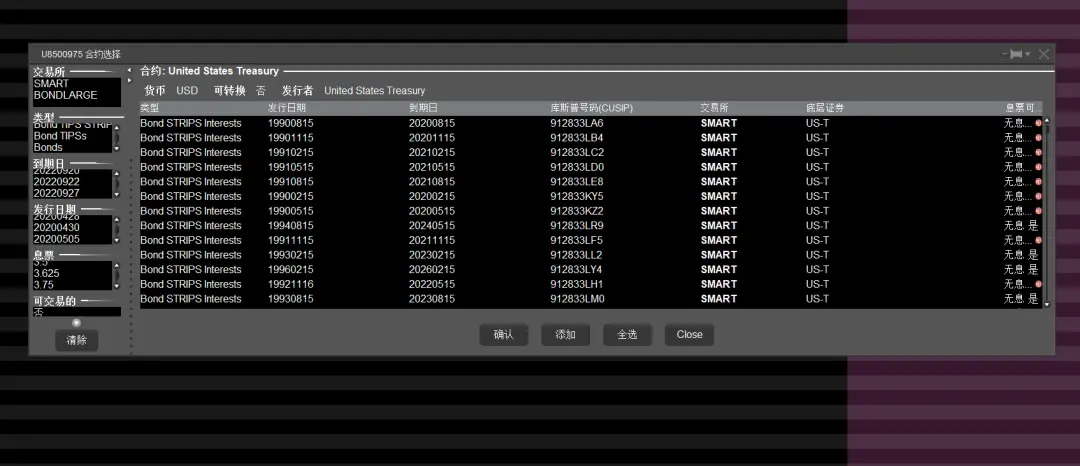 U8500975 合约选择
交易所
SMART
BONDLARGE
类型
Bond TIPS STRIP
Bond TIPSs
Bonds
到期日
20220920
20220922
20220927
发行日期
20200428
20200430
20200505
息票
3.5
3.625
3.75
可交易的
否
清除
合约: United States Treasury
货币 USD 可转换 否 发行者 United States Treasury
类型 发行日期 到期日 库斯普号码(CUSIP) 交易所 底层证券 息票可...
Bond STRIPS Interests 19900815 20200815 912833LA6 SMART US-T 无息...
Bond STRIPS Interests 19901115 20201115 912833LB4 SMART US-T 无息...
Bond STRIPS Interests 19910215 20210215 912833LC2 SMART US-T 无息...
Bond STRIPS Interests 19910515 20210515 912833LD0 SMART US-T 无息...
Bond STRIPS Interests 19910815 20210815 912833LE8 SMART US-T 无息...
Bond STRIPS Interests 19900215 20200215 912833KY5 SMART US-T 无息...
Bond STRIPS Interests 19900515 20200515 912833KZ2 SMART US-T 无息...
Bond STRIPS Interests 19940815 20240515 912833LR9 SMART US-T 无息 是
Bond STRIPS Interests 19911115 20211115 912833LF5 SMART US-T 无息...
Bond STRIPS Interests 19930215 20230215 912833LL2 SMART US-T 无息 是
Bond STRIPS Interests 19960215 20260215 912833LY4 SMART US-T 无息 是
Bond STRIPS Interests 19921116 20220515 912833LH1 SMART US-T 无息...
Bond STRIPS Interests 19930815 20230815 912833LM0 SMART US-T 无息 是
确认 添加 全选 Close